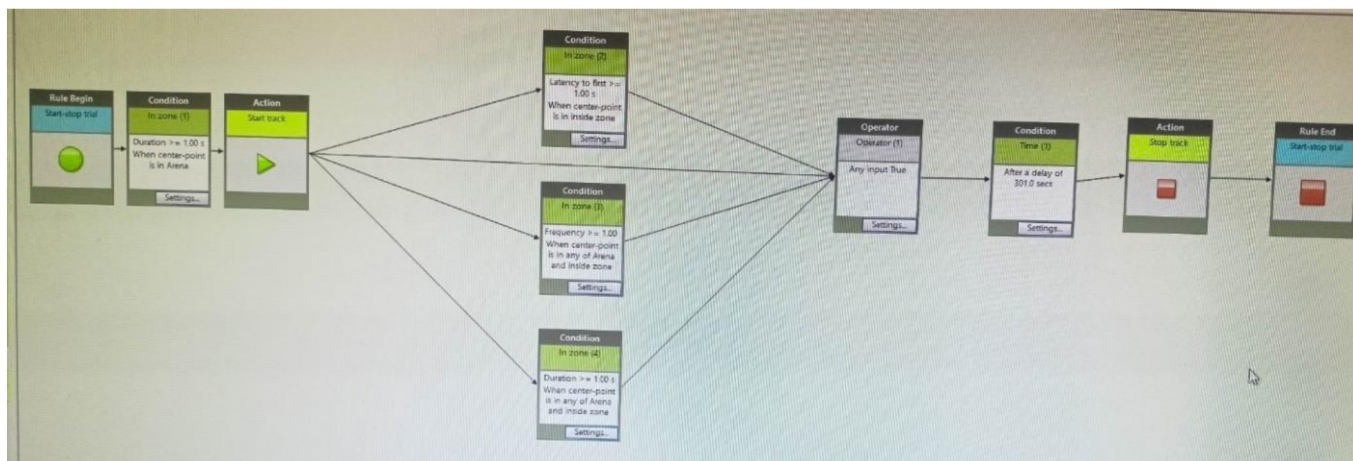 Rule Begin
Start-stop trial
Condition
In zone (1)
Duration >= 1.00 s
When center-point
is in Arena
Settings...
Action
Start track
Condition
In zone (2)
Latency to first >=
1.00 s
When center-point
is in inside zone
Settings...
Condition
In zone (3)
Frequency >= 1.00
When center-point
is in any of Arena
and inside zone
Settings...
Condition
In zone (4)
Duration >= 1.00 s
When center-point
is in any of Arena
and inside zone
Settings...
Operator
Operator (1)
Any input True
Settings...
Condition
Time (1)
After a delay of
301.0 secs
Settings...
Action
Stop track
Rule End
Start-stop trial